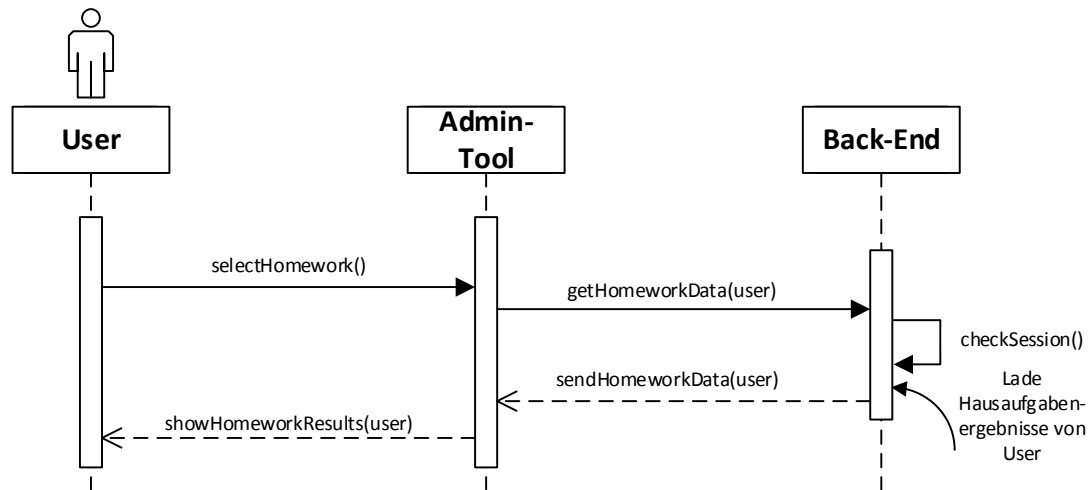 User
Admin-
Tool
Back-End
selectHomework()
getHomeworkData(user)
checkSession()
sendHomeworkData(user)
Lade
Hausaufgaben-
ergebnisse von
User
showHomeworkResults(user)